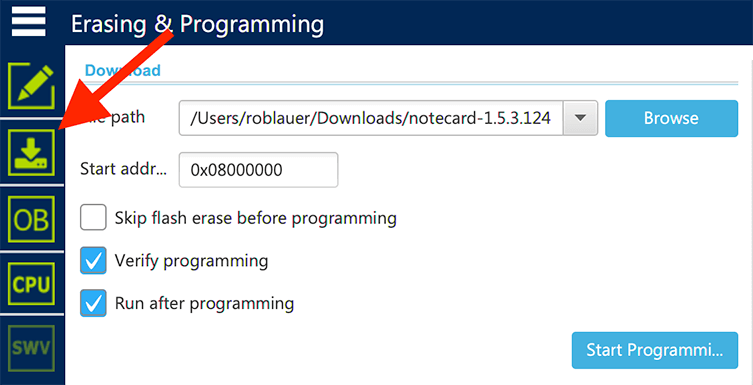 Erasing & Programming
Download
le path
/Users/roblauer/Downloads/notecard-1.5.3.124
Browse
Start addr...
0x08000000
OB
Skip flash erase before programming
Verify programming
CPU
Run after programming
SWV
Start Programmi...